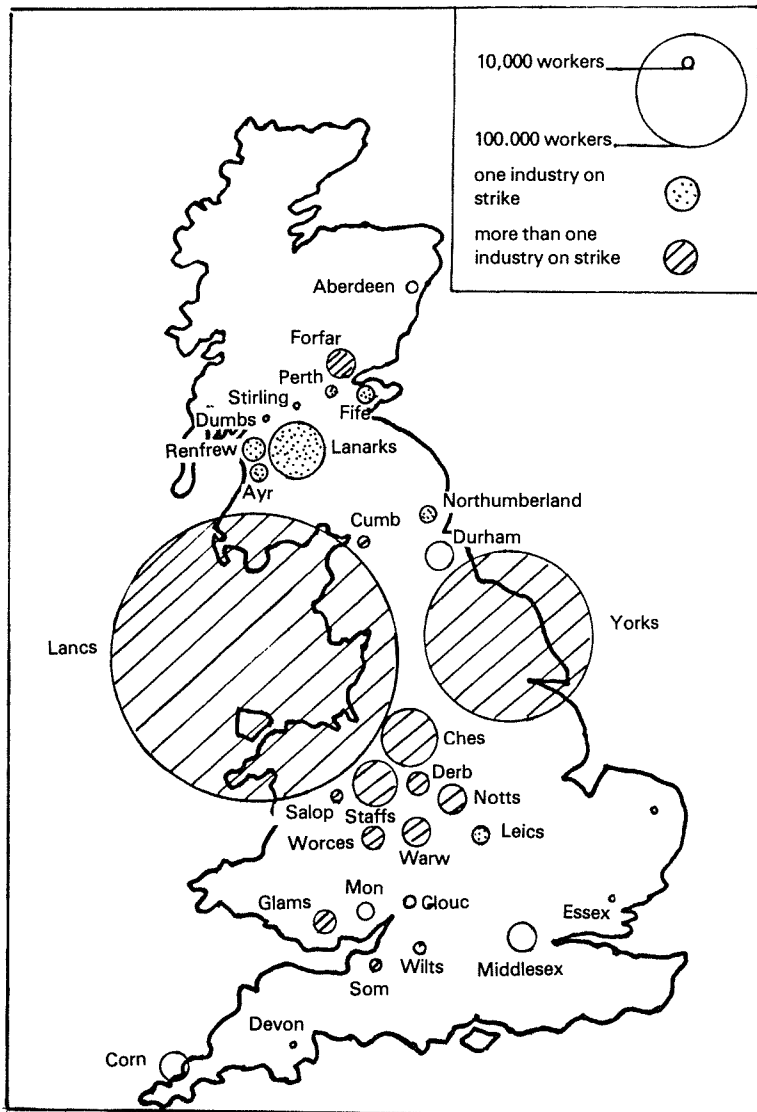 10,000 workers
100.000 workers
one industry on
strike
more than one
industry on strike
Aberdeen
Forfar
Perth
Stirling
Fife
Dumbs
Renfrew
Lanarks
Ayr
Northumberland
Cumb
Durham
Lancs
Yorks
Ches
Derb
Salop
Staffs
Notts
Worces
Warw
Leics
Mon
Glams
Glouc
Essex
Wilts
Middlesex
Som
Devon
Corn